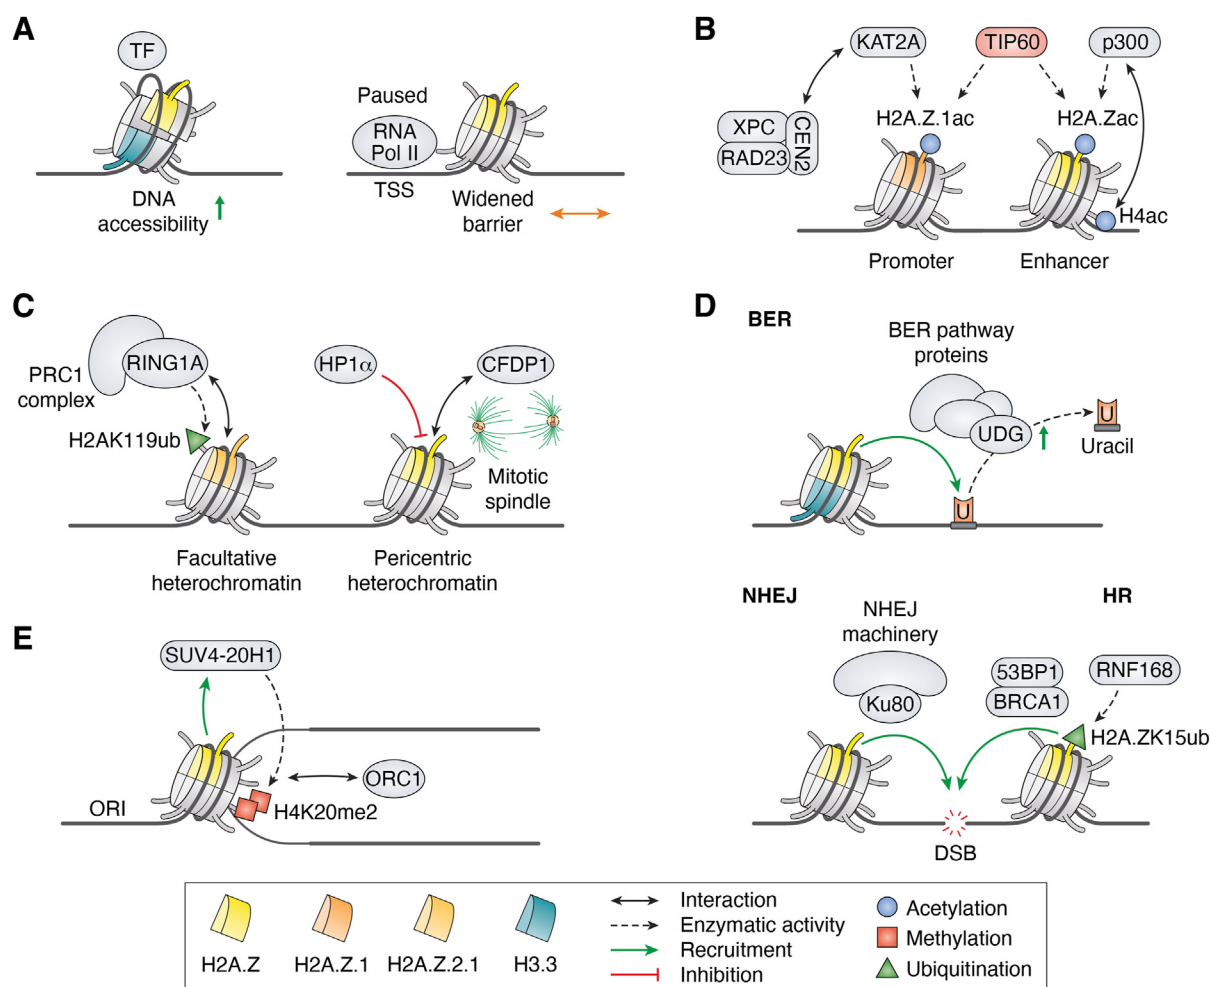 A
TF
DNA
accessibility
Paused
RNA
Pol II
TSS
Widened
barrier
B
KAT2A
TIP60
p300
XPC
RAD23
CEN2
H2A.Z.1ac
H2A.Zac
H4ac
Promoter
Enhancer
C
PRC1
complex
RING1A
H2AK119ub
Facultative
heterochromatin
HP1α
CFDP1
Mitotic
spindle
Pericentric
heterochromatin
D
BER
BER pathway
proteins
UDG
U
Uracil
U
NHEJ
NHEJ
machinery
Ku80
HR
53BP1
BRCA1
RNF168
H2A.ZK15ub
DSB
E
SUV4-20H1
ORI
ORC1
H4K20me2
H2A.Z
H2A.Z.1
H2A.Z.2.1
H3.3
Interaction
Enzymatic activity
Recruitment
Inhibition
Acetylation
Methylation
Ubiquitination